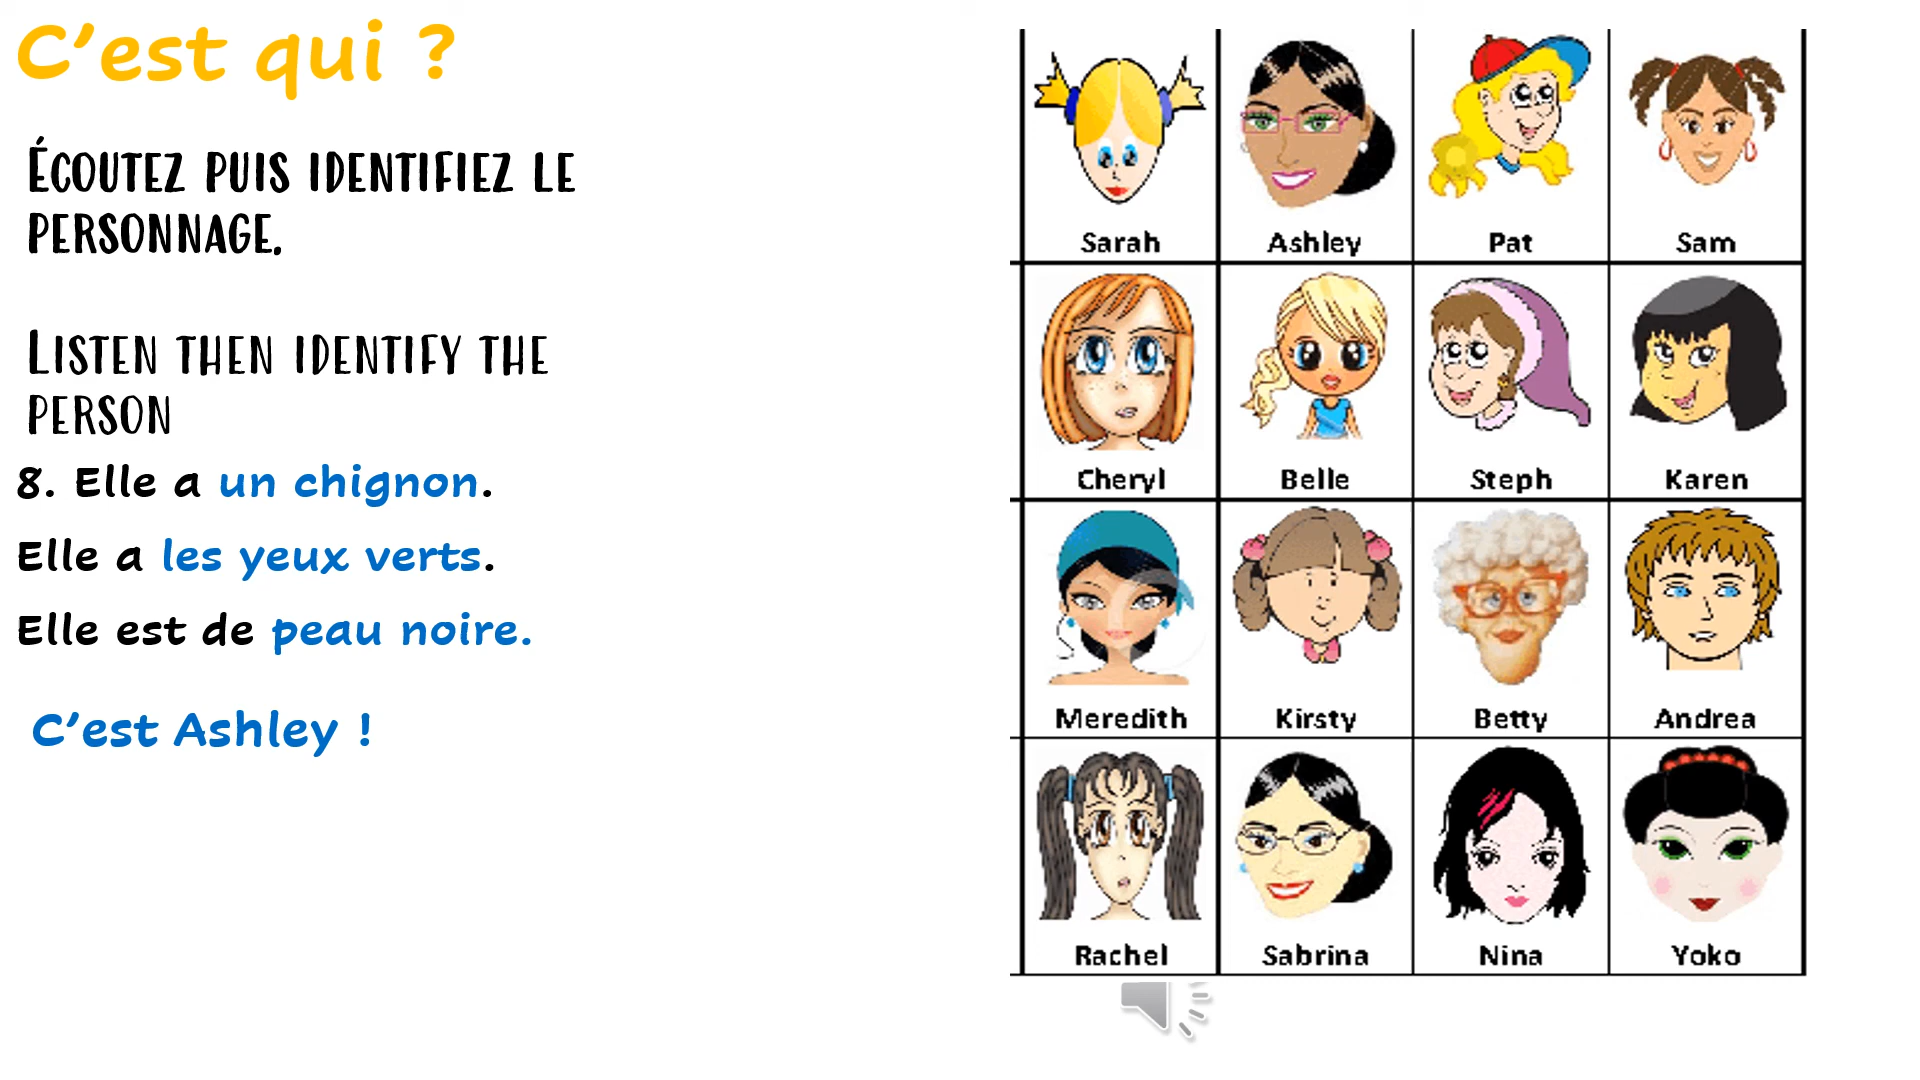 C'est qui ?
ÉCOUTEZ PUIS IDENTIFIEZ LE
PERSONNAGE.
LISTEN THEN IDENTIFY THE
PERSON
8. Elle a un chignon.
Elle a les yeux verts.
Elle est de peau noire.
C'est Ashley !
Sarah
Ashley
Pat
Sam
Cheryl
Belle
Steph
Karen
Meredith
Kirsty
Betty
Andrea
Rachel
Sabrina
Nina
Yoko